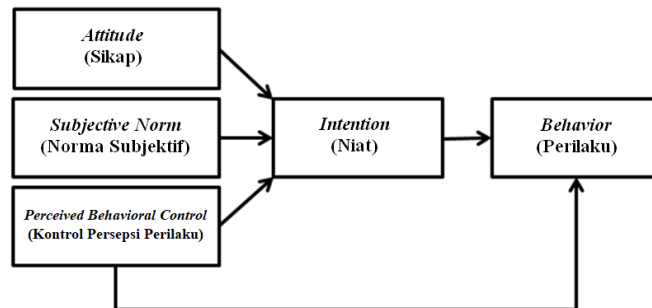 Attitude
(Sikap)
Subjective Norm
(Norma Subjektif)
Perceived Behavioral Control
(Kontrol Persepsi Perilaku)
Intention
(Niat)
Behavior
(Perilaku)